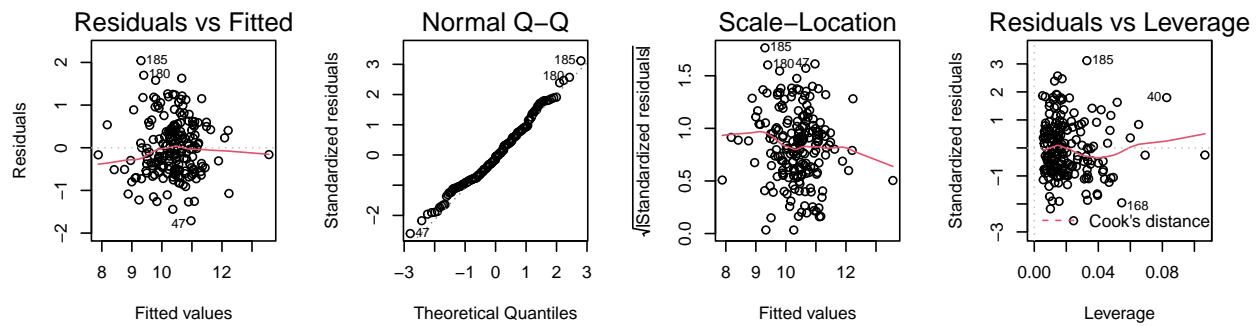 Residuals vs Fitted
Residuals
2
1
0
−1
−2
185
180
47
8 9 10 12
Fitted values
Normal Q−Q
Standardized residuals
3
2
1
0
−2
185
180
47
−3 −1 0 1 2 3
Theoretical Quantiles
Scale−Location
√|Standardized residuals|
1.5
1.0
0.5
0.0
185
180 47
8 9 10 12
Fitted values
Residuals vs Leverage
Standardized residuals
3
1
−1
−3
185
40
168
Cook's distance
0.00 0.04 0.08
Leverage